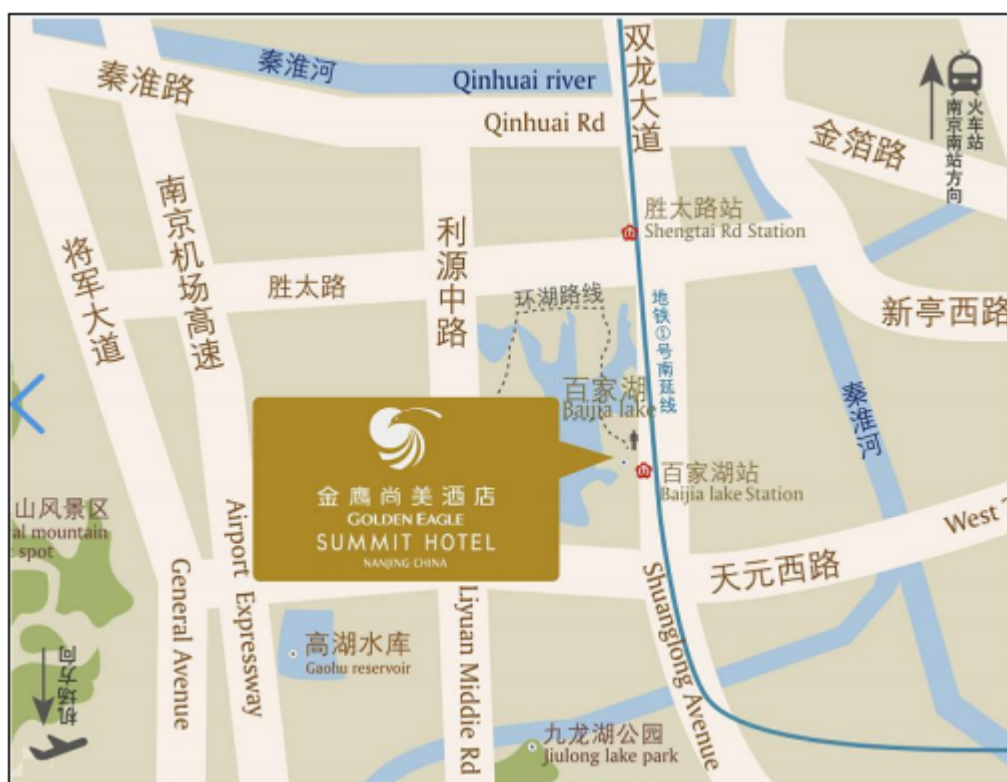 秦淮路
秦淮河
Qinhuai river
Qinhuai Rd
双龙大道
火车站
南京南站方向
金箔路
南京机场高速
将军大道
利源中路
胜太路站
Shengtai Rd Station
胜太路
环湖路线
地铁①号南延线
新亭西路
秦淮河
百家湖
Baijia lake
金鹰尚美酒店
GOLDEN EAGLE
SUMMIT HOTEL
NANJING CHINA
百家湖站
Baijia lake Station
山风景区
al mountain
spot
West
天元西路
General Avenue
Airport Expressway
Liyuan Middie Rd
Shuanglong Avenue
高湖水库
Gaohu reservoir
机场方向
九龙湖公园
Jiulong lake park